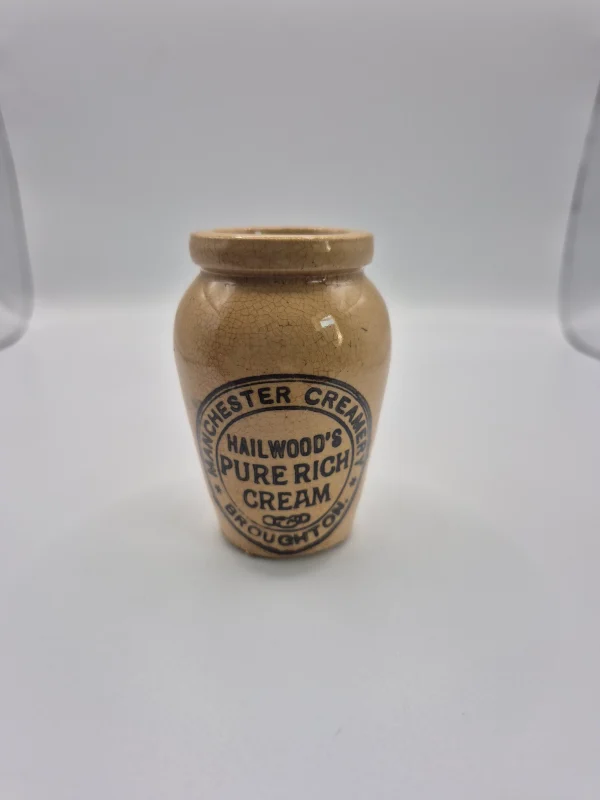 MANCHESTER CREAMERY
HAILWOOD'S
PURE RICH
CREAM
BROUGHTON.